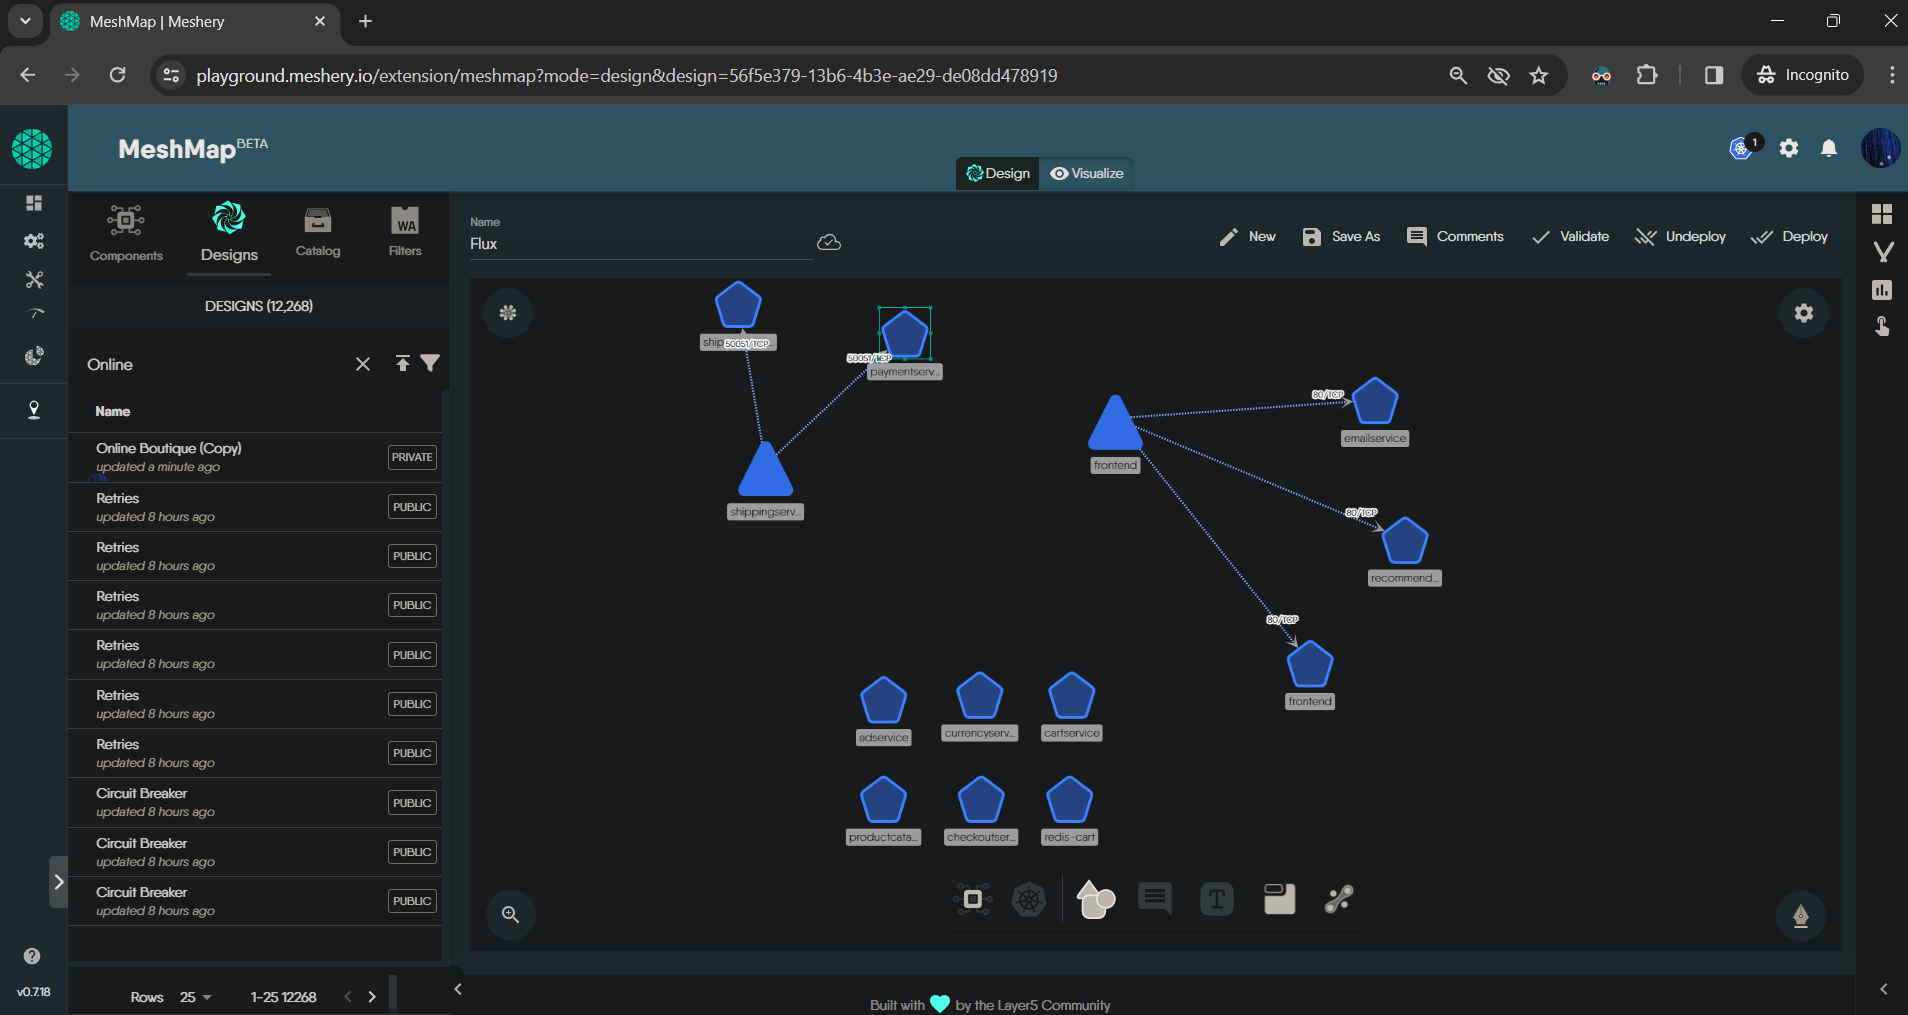 MeshMap | Meshery
playground.meshery.io/extension/meshmap?mode=design&design=56f5e379-13b6-4b3e-ae29-de08dd478919
Incognito
MeshMap BETA
1
Design
Visualize
Components
Designs
Catalog
WA
Filters
DESIGNS (12,268)
Online
Name
Online Boutique (Copy)
updated a minute ago
PRIVATE
Retries
updated 8 hours ago
PUBLIC
Retries
updated 8 hours ago
PUBLIC
Retries
updated 8 hours ago
PUBLIC
Retries
updated 8 hours ago
PUBLIC
Retries
updated 8 hours ago
PUBLIC
Retries
updated 8 hours ago
PUBLIC
Circuit Breaker
updated 8 hours ago
PUBLIC
Circuit Breaker
updated 8 hours ago
PUBLIC
Circuit Breaker
updated 8 hours ago
PUBLIC
Rows 25
1-25 12268
v0.7.18
Name
Flux
New
Save As
Comments
Validate
Undeploy
Deploy
50051/TCP
50051/TCP
paymentserv...
shippingserv...
frontend
80/TCP
emailservice
80/TCP
recommend...
80/TCP
frontend
adservice
currencyserv...
cartservice
productcata...
checkoutser...
redis-cart
T
Built with by the Layer5 Community